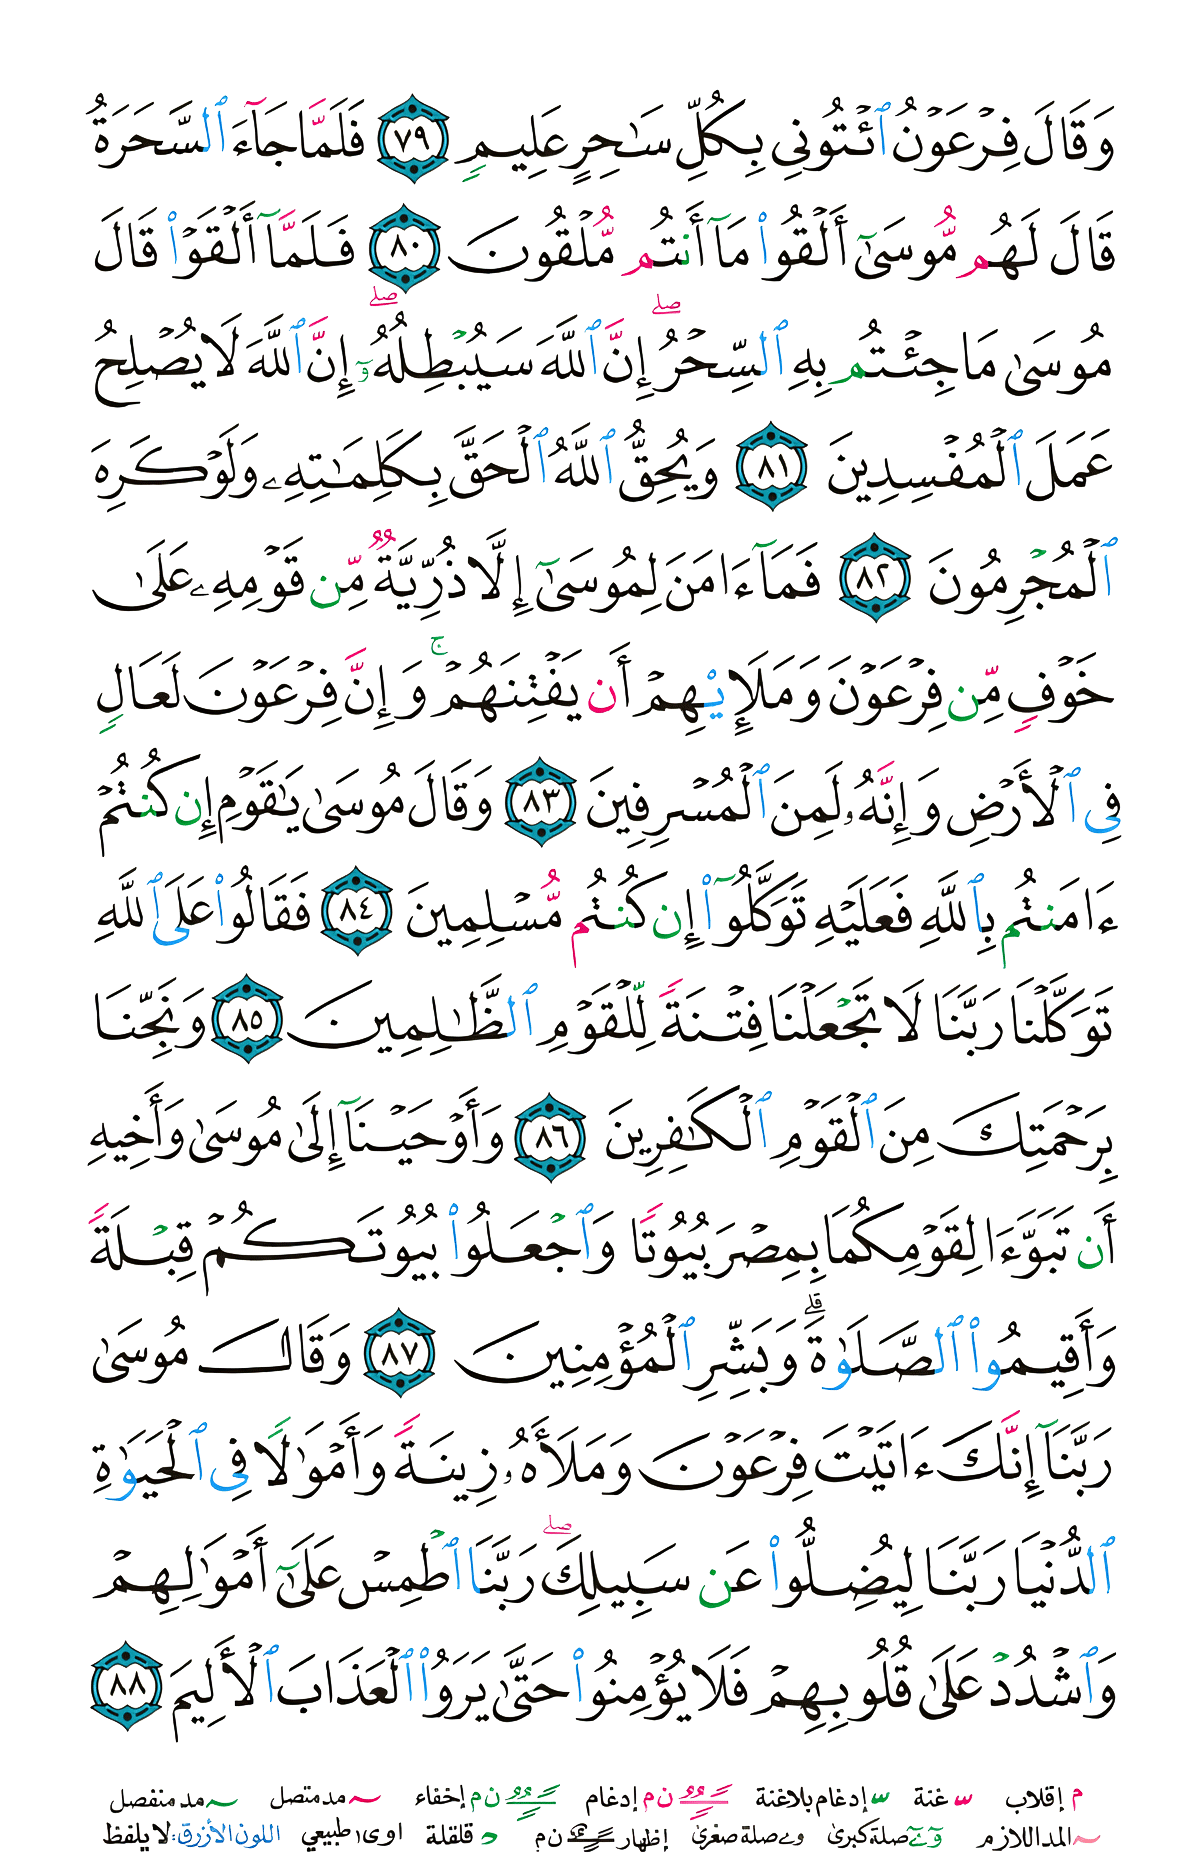 وَقَالَ فِرْعَوْنُ ٱئْتُونِي بِكُلِّ سَٰحِرٍ عَلِيمٖ ٧٩ فَلَمَّا جَآءَ ٱلسَّحَرَةُ
قَالَ لَهُم مُّوسَىٰٓ أَلْقُوا۟ مَآ أَنتُم مُّلْقُونَ ٨٠ فَلَمَّآ أَلْقَوْا۟ قَالَ
مُوسَىٰ مَا جِئْتُم بِهِ ٱلسِّحْرُۖ إِنَّ ٱللَّهَ سَيُبْطِلُهُۥٓۖ إِنَّ ٱللَّهَ لَا يُصْلِحُ
عَمَلَ ٱلْمُفْسِدِينَ ٨١ وَيُحِقُّ ٱللَّهُ ٱلْحَقَّ بِكَلِمَٰتِهِۦ وَلَوْ كَرِهَ
ٱلْمُجْرِمُونَ ٨٢ فَمَآ ءَامَنَ لِمُوسَىٰٓ إِلَّا ذُرِّيَّةٞ مِّن قَوْمِهِۦ عَلَىٰ
خَوْفٖ مِّن فِرْعَوْنَ وَمَلَإِيْهِمْ أَن يَفْتِنَهُمْۚ وَإِنَّ فِرْعَوْنَ لَعَالٖ
فِي ٱلْأَرْضِ وَإِنَّهُۥ لَمِنَ ٱلْمُسْرِفِينَ ٨٣ وَقَالَ مُوسَىٰ يَٰقَوْمِ إِن كُنتُمْ
ءَامَنتُم بِٱللَّهِ فَعَلَيْهِ تَوَكَّلُوٓا۟ إِن كُنتُم مُّسْلِمِينَ ٨٤ فَقَالُوا۟ عَلَى ٱللَّهِ
تَوَكَّلْنَا رَبَّنَا لَا تَجْعَلْنَا فِتْنَةٗ لِّلْقَوْمِ ٱلظَّٰلِمِينَ ٨٥ وَنَجِّنَا
بِرَحْمَتِكَ مِنَ ٱلْقَوْمِ ٱلْكَٰفِرِينَ ٨٦ وَأَوْحَيْنَآ إِلَىٰ مُوسَىٰ وَأَخِيهِ
أَن تَبَوَّءَا لِقَوْمِكُمَا بِمِصْرَ بُيُوتٗا وَٱجْعَلُوا۟ بُيُوتَكُمْ قِبْلَةٗ
وَأَقِيمُوا۟ ٱلصَّلَوٰةَۗ وَبَشِّرِ ٱلْمُؤْمِنِينَ ٨٧ وَقَالَ مُوسَىٰ
رَبَّنَآ إِنَّكَ ءَاتَيْتَ فِرْعَوْنَ وَمَلَأَهُۥ زِينَةٗ وَأَمْوَٰلٗا فِي ٱلْحَيَوٰةِ
ٱلدُّنْيَا رَبَّنَا لِيُضِلُّوا۟ عَن سَبِيلِكَۖ رَبَّنَا ٱطْمِسْ عَلَىٰٓ أَمْوَٰلِهِمْ
وَٱشْدُدْ عَلَىٰ قُلُوبِهِمْ فَلَا يُؤْمِنُوا۟ حَتَّىٰ يَرَوُا۟ ٱلْعَذَابَ ٱلْأَلِيمَ ٨٨
م إقلاب غنة إدغام بلاغنة ن م إدغام ن م إخفاء مد متصل مد منفصل
المد اللازم صلة كبرى صلة صغرى ن م إظهار قلقلة اوى طبيعي اللون الأزرق: لا يلفظ